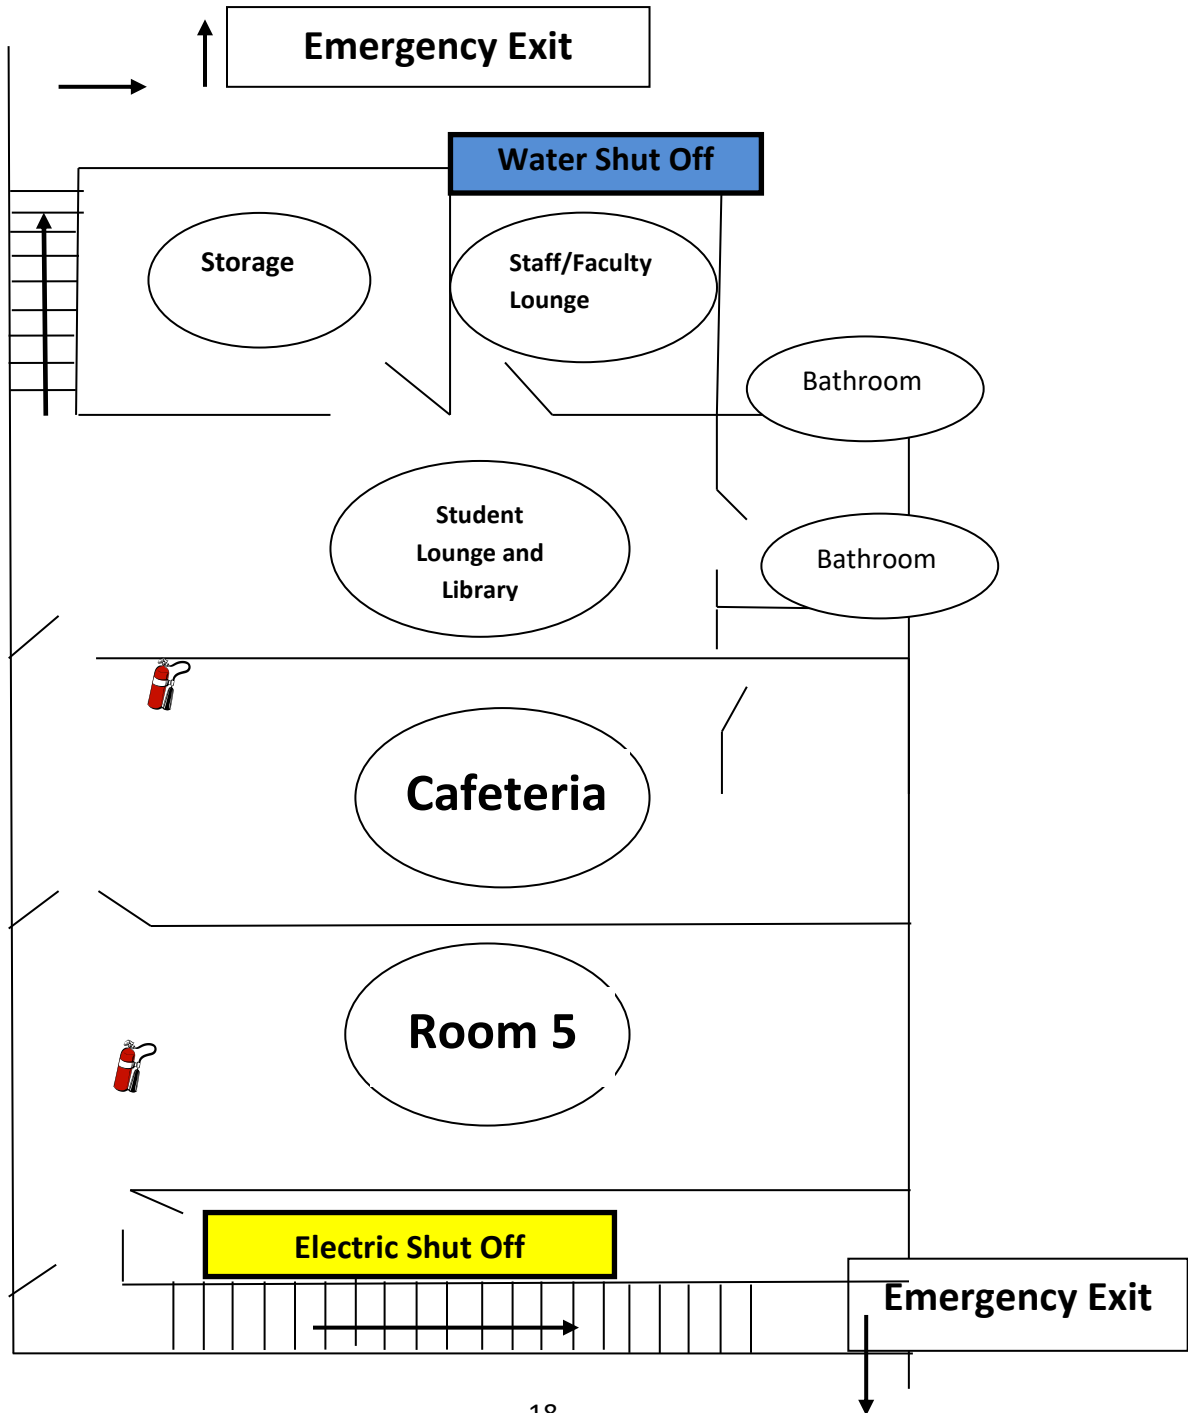 Emergency Exit
Water Shut Off
Storage
Staff/Faculty
Lounge
Bathroom
Student
Lounge and
Library
Bathroom
Cafeteria
Room 5
Electric Shut Off
Emergency Exit
18